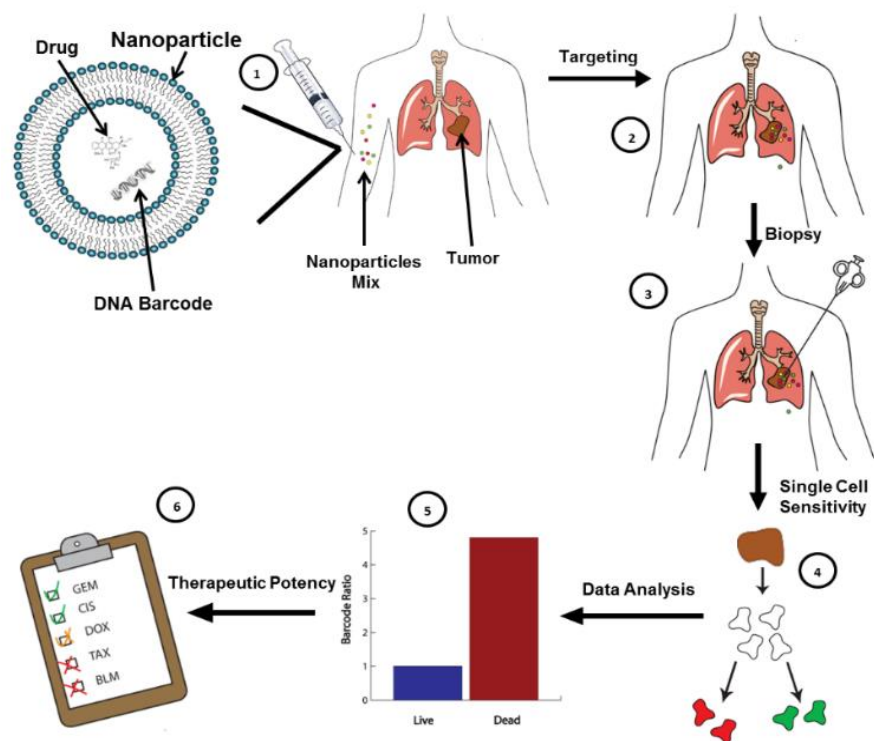 Drug
Nanoparticle
DNA Barcode
1
Nanoparticles
Mix
Tumor
Targeting
2
Biopsy
3
Single Cell
Sensitivity
4
Data Analysis
5
Barcode Ratio
5
4
3
2
1
0
Live
Dead
Therapeutic Potency
6
GEM
CIS
DOX
TAX
BLM